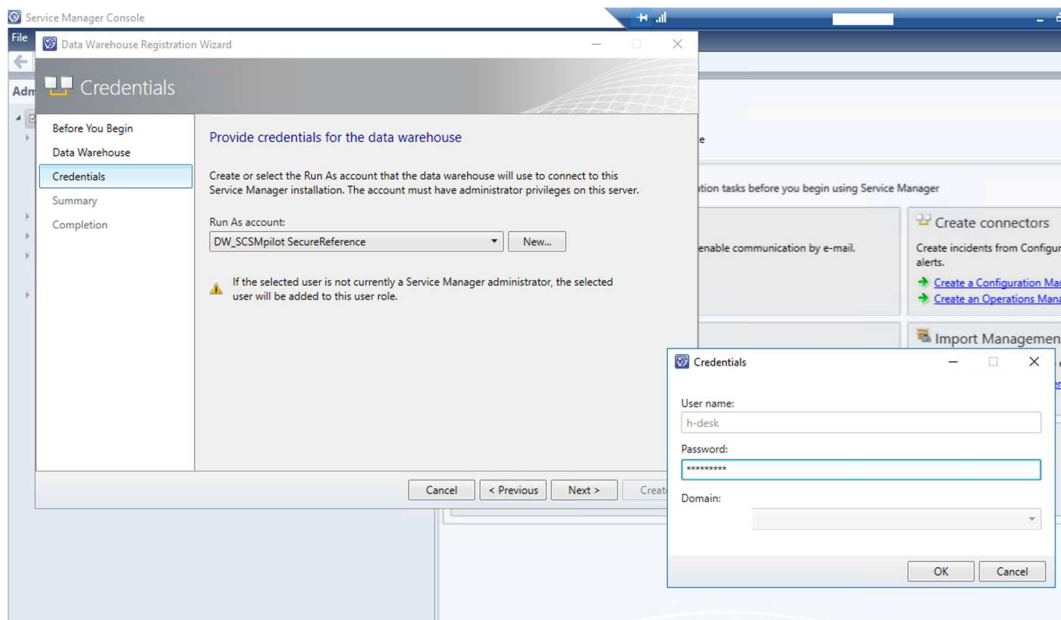 Service Manager Console
File
Data Warehouse Registration Wizard
Adm
Credentials
Before You Begin
Data Warehouse
Credentials
Summary
Completion
Provide credentials for the data warehouse
Create or select the Run As account that the data warehouse will use to connect to this
Service Manager installation. The account must have administrator privileges on this server.
Run As account:
DW_SCSMpilot SecureReference
New...
If the selected user is not currently a Service Manager administrator, the selected
user will be added to this user role.
Cancel
< Previous
Next >
Create
e
tion tasks before you begin using Service Manager
enable communication by e-mail.
Create connectors
Create incidents from Configur
alerts.
Create a Configuration Ma
Create an Operations Mana
Import Managemen
Credentials
User name:
h-desk
Password:
*********
Domain:
OK
Cancel